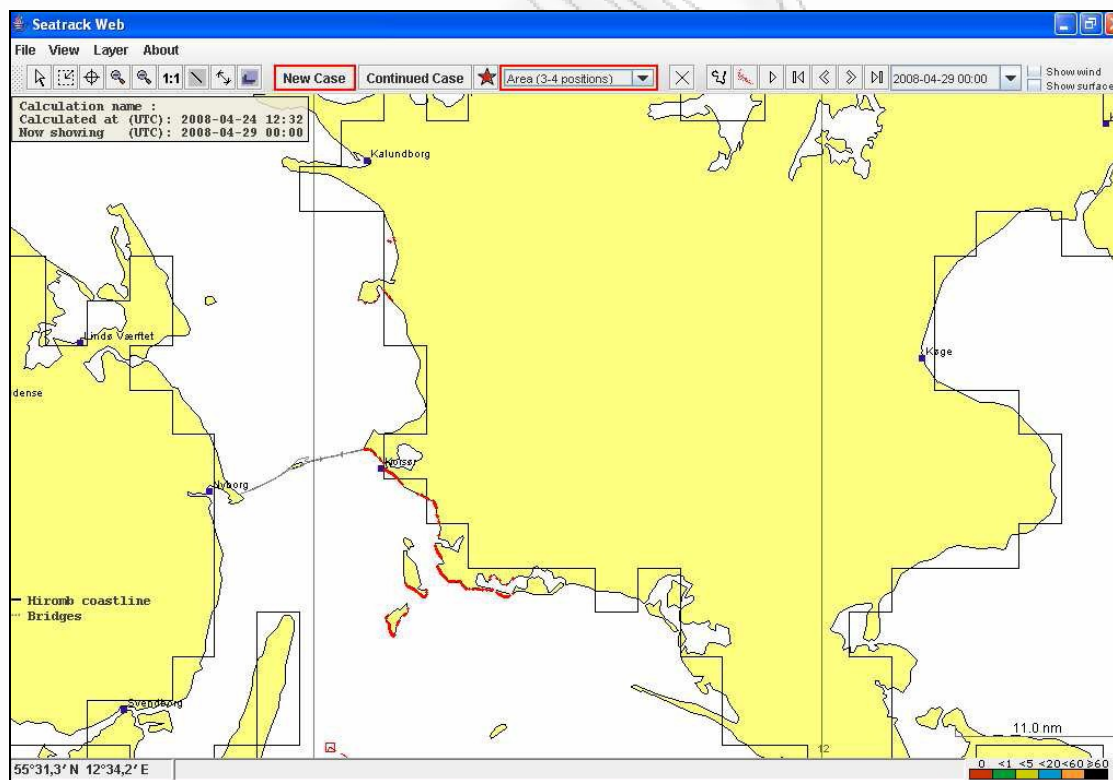 Seatrack Web
File View Layer About
1:1 New Case Continued Case Area (3-4 positions) 2008-04-29 00:00 Show wind
Show surface
Calculation name :
Calculated at (UTC): 2008-04-24 12:32
Now showing (UTC): 2008-04-29 00:00
Kalundborg
Lindø Værftet
Køge
dense
Korsør
Nyborg
Hiromb coastline
Bridges
Svendborg
11.0 nm
12
55°31,3' N 12°34,2' E
0 <1 <5 <20 <60 ≥60